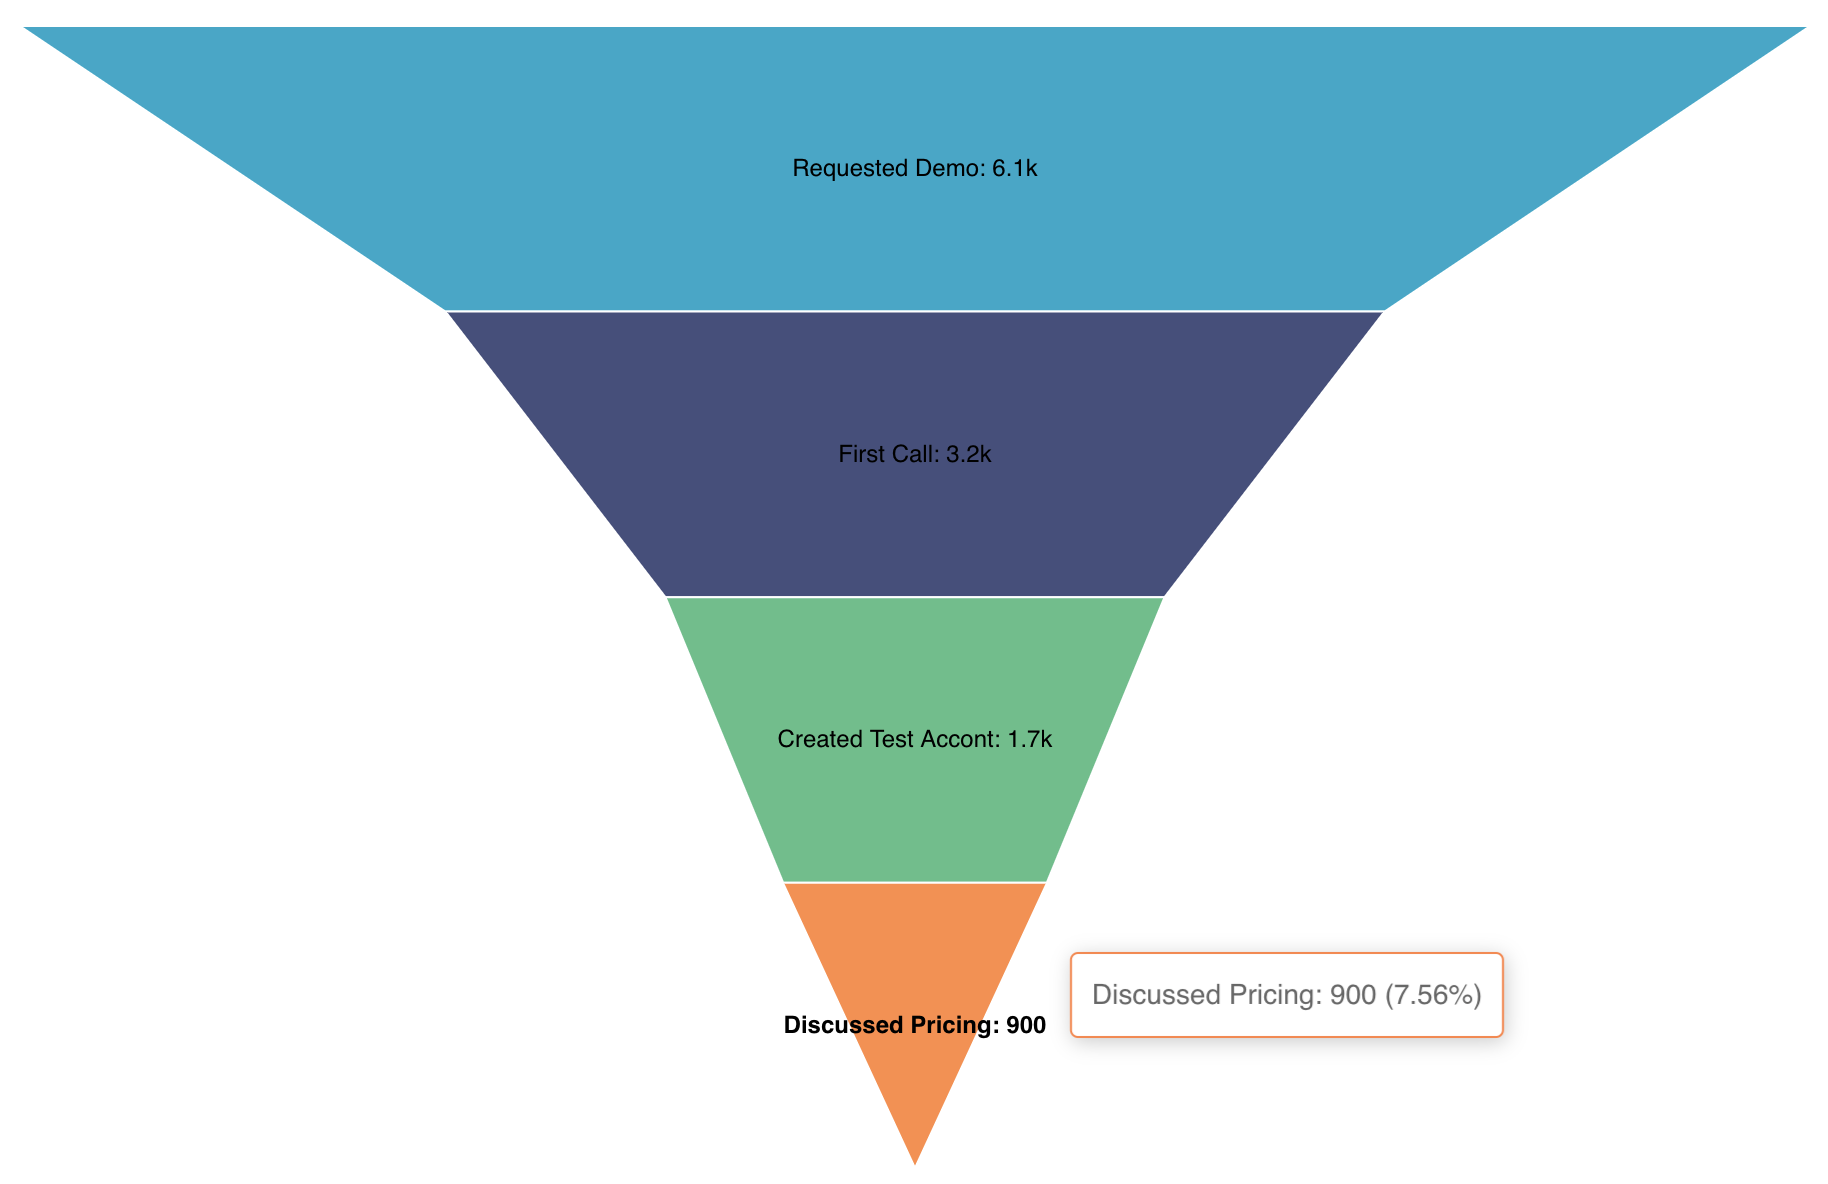 Requested Demo: 6.1k
First Call: 3.2k
Created Test Accont: 1.7k
Discussed Pricing: 900 (7.56%)
Discussed Pricing: 900